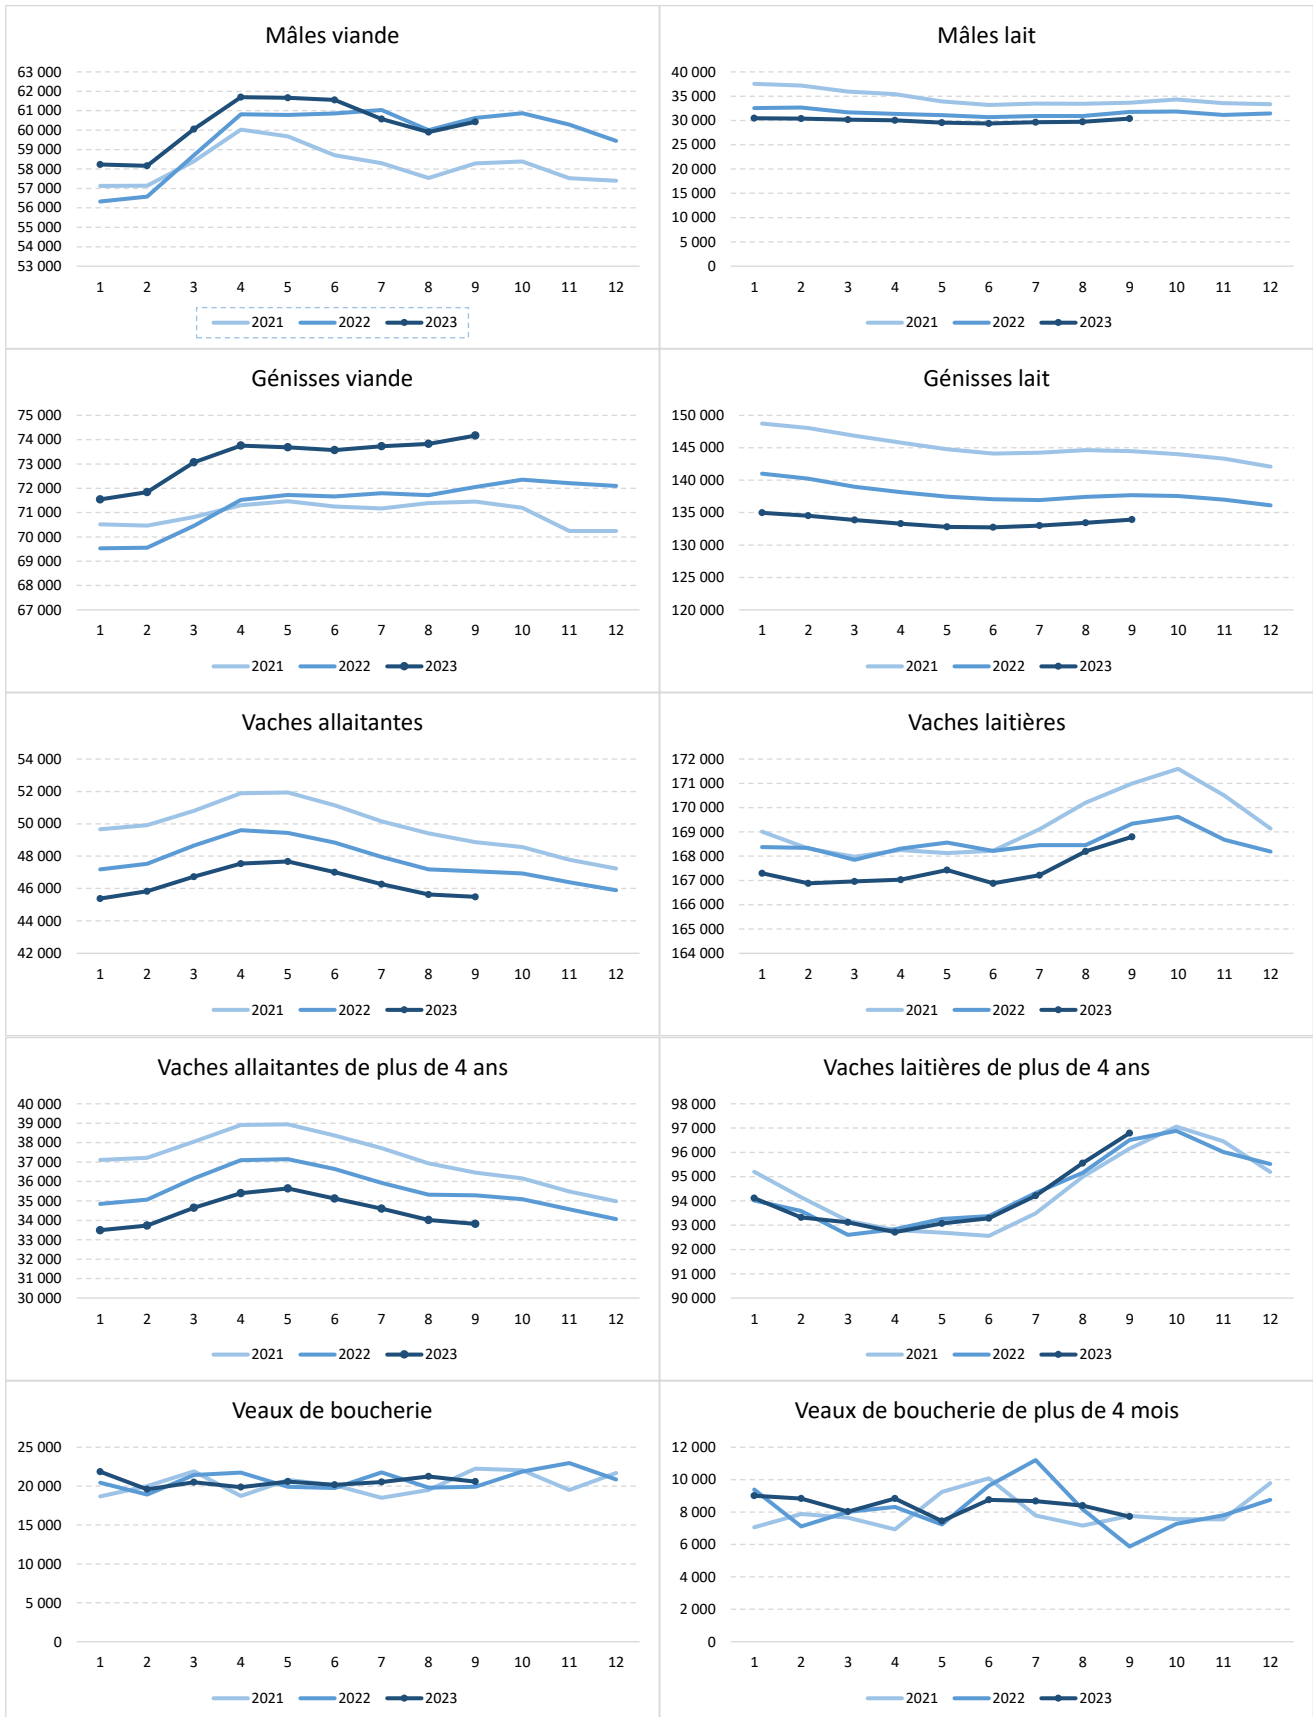 Mâles viande
63 000
62 000
61 000
60 000
59 000
58 000
57 000
56 000
55 000
54 000
53 000
1 2 3 4 5 6 7 8 9 10 11 12
2021 2022 2023
Mâles lait
40 000
35 000
30 000
25 000
20 000
15 000
10 000
5 000
0
1 2 3 4 5 6 7 8 9 10 11 12
2021 2022 2023
Génisses viande
75 000
74 000
73 000
72 000
71 000
70 000
69 000
68 000
67 000
1 2 3 4 5 6 7 8 9 10 11 12
2021 2022 2023
Génisses lait
150 000
145 000
140 000
135 000
130 000
125 000
120 000
1 2 3 4 5 6 7 8 9 10 11 12
2021 2022 2023
Vaches allaitantes
54 000
52 000
50 000
48 000
46 000
44 000
42 000
1 2 3 4 5 6 7 8 9 10 11 12
2021 2022 2023
Vaches laitières
172 000
171 000
170 000
169 000
168 000
167 000
166 000
165 000
164 000
1 2 3 4 5 6 7 8 9 10 11 12
2021 2022 2023
Vaches allaitantes de plus de 4 ans
40 000
39 000
38 000
37 000
36 000
35 000
34 000
33 000
32 000
31 000
30 000
1 2 3 4 5 6 7 8 9 10 11 12
2021 2022 2023
Vaches laitières de plus de 4 ans
98 000
97 000
96 000
95 000
94 000
93 000
92 000
91 000
90 000
1 2 3 4 5 6 7 8 9 10 11 12
2021 2022 2023
Veaux de boucherie
25 000
20 000
15 000
10 000
5 000
0
1 2 3 4 5 6 7 8 9 10 11 12
2021 2022 2023
Veaux de boucherie de plus de 4 mois
12 000
10 000
8 000
6 000
4 000
2 000
0
1 2 3 4 5 6 7 8 9 10 11 12
2021 2022 2023